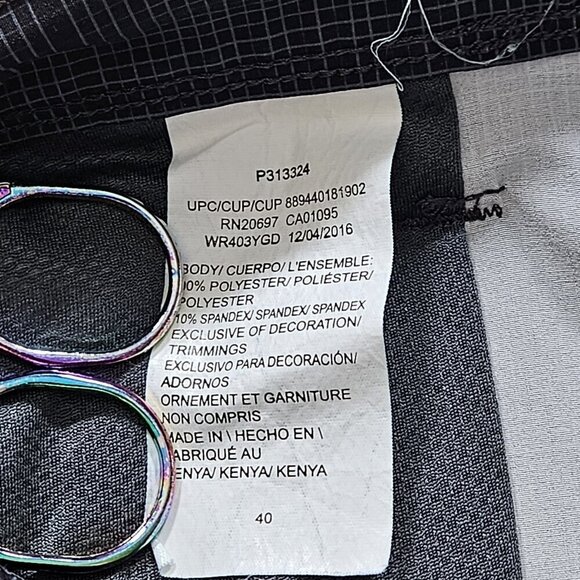 P313324
UPC/CUP/CUP 889440181902
RN20697 CA01095
WR403YGD 12/04/2016
BODY/ CUERPO/ L'ENSEMBLE:
POLYESTER/ POLIÉSTER/
POLYESTER
10% SPANDEX/ SPANDEX/ SPANDEX
EXCLUSIVE OF DECORATION/
TRIMMINGS
EXCLUSIVO PARA DECORACIÓN/
ADORNOS
ORNEMENT ET GARNITURE
NON COMPRIS
MADE IN \ HECHO EN \
FABRIQUÉ AU
KENYA/ KENYA/ KENYA
40